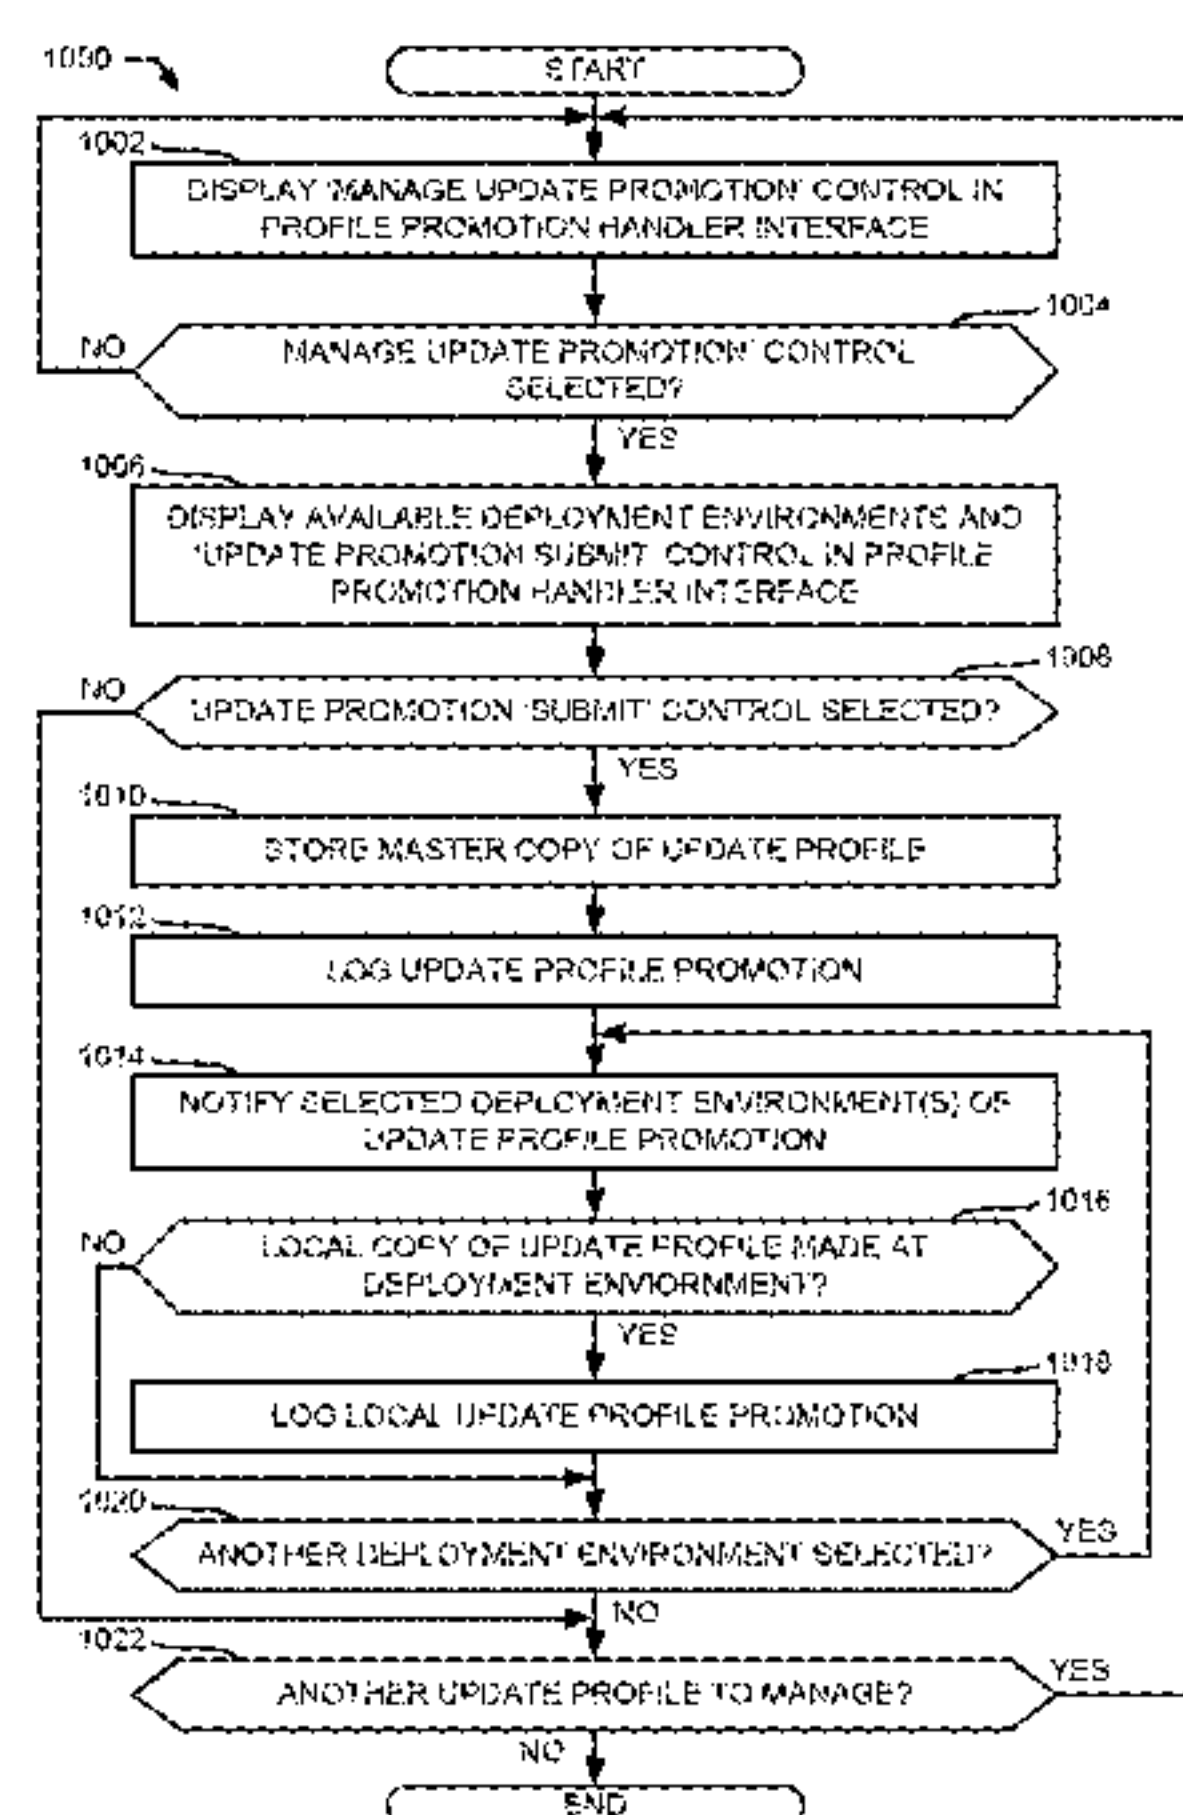 1000
START
1002
DISPLAY 'MANAGE UPDATE PROMOTION' CONTROL IN
PROFILE PROMOTION HANDLER INTERFACE
1004
NO
'MANAGE UPDATE PROMOTION' CONTROL
SELECTED?
YES
1006
DISPLAY AVAILABLE DEPLOYMENT ENVIRONMENTS AND
'UPDATE PROMOTION SUBMIT' CONTROL IN PROFILE
PROMOTION HANDLER INTERFACE
1008
NO
UPDATE PROMOTION 'SUBMIT' CONTROL SELECTED?
YES
1010
STORE MASTER COPY OF UPDATE PROFILE
1012
LOG UPDATE PROFILE PROMOTION
1014
NOTIFY SELECTED DEPLOYMENT ENVIRONMENT(S) OF
UPDATE PROFILE PROMOTION
1016
NO
LOCAL COPY OF UPDATE PROFILE MADE AT
DEPLOYMENT ENVIORNMENT?
YES
1018
LOG LOCAL UPDATE PROFILE PROMOTION
1020
ANOTHER DEPLOYMENT ENVIRONMENT SELECTED?
YES
NO
1022
ANOTHER UPDATE PROFILE TO MANAGE?
YES
NO
END